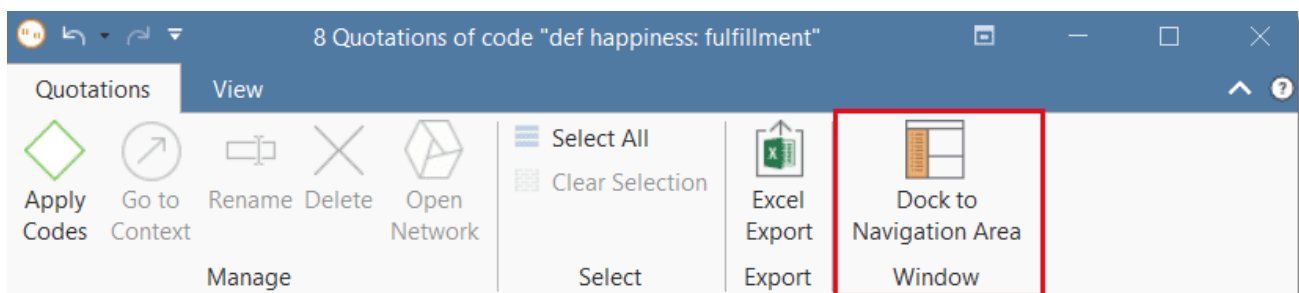 8 Quotations of code "def happiness: fulfillment"
Quotations View
Select All
Clear Selection
Apply Codes
Go to Context
Rename
Delete
Open Network
Excel Export
Dock to Navigation Area
Manage Select Export Window